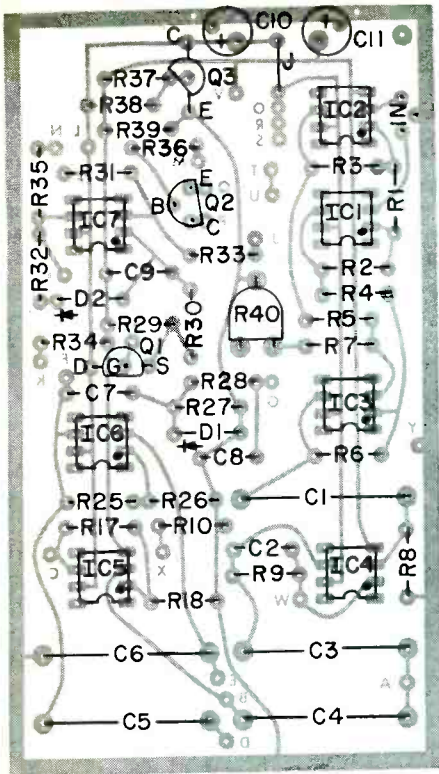 C + C10 + C11
R37 Q3 J
R38 E V O IC2 IN
R39 R
R36 S
R35 N L R31 E T R3
B Q2 U IC1 R1
IC7 C
R32 R33 J
C9 R2
D2 R30 R4
R29 R40 R5
R34 Q1 R7
K D G S
C7 R28 G IC3
R27
IC6 D1 Y
C8 R6
R25 R26 C1
R17 R10
C X C2 R8
IC5 R9 IC4
R18 W
C6 C3
E A
B
C5 C4
D